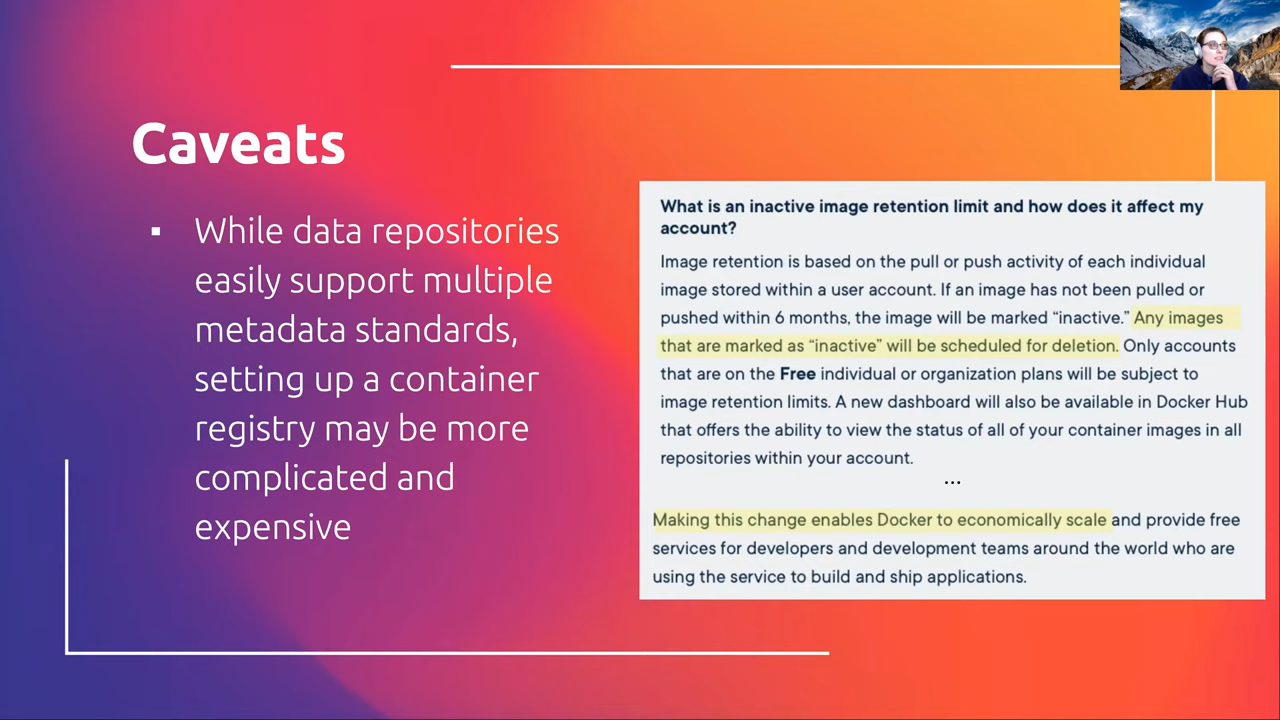 Caveats
▪ While data repositories
easily support multiple
metadata standards,
setting up a container
registry may be more
complicated and
expensive
What is an inactive image retention limit and how does it affect my
account?
Image retention is based on the pull or push activity of each individual
image stored within a user account. If an image has not been pulled or
pushed within 6 months, the image will be marked “inactive.” Any images
that are marked as “inactive” will be scheduled for deletion. Only accounts
that are on the Free individual or organization plans will be subject to
image retention limits. A new dashboard will also be available in Docker Hub
that offers the ability to view the status of all of your container images in all
repositories within your account.
...
Making this change enables Docker to economically scale and provide free
services for developers and development teams around the world who are
using the service to build and ship applications.